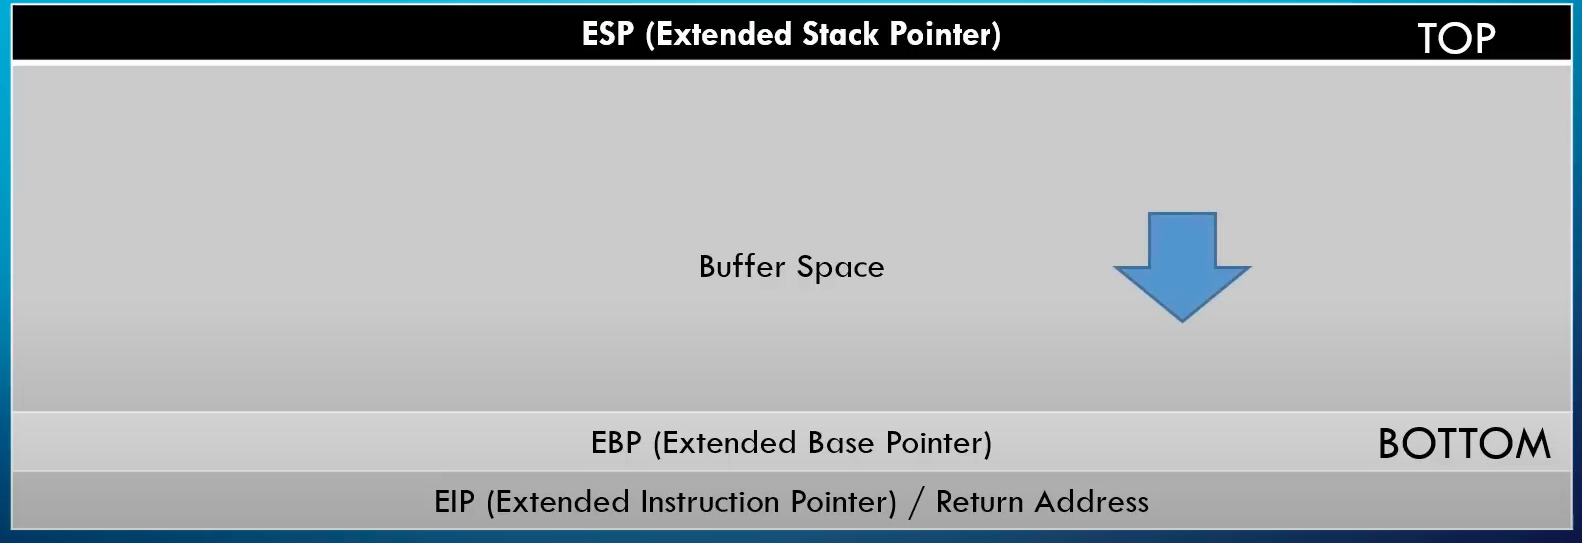 ESP (Extended Stack Pointer) TOP
Buffer Space
EBP (Extended Base Pointer) BOTTOM
EIP (Extended Instruction Pointer) / Return Address